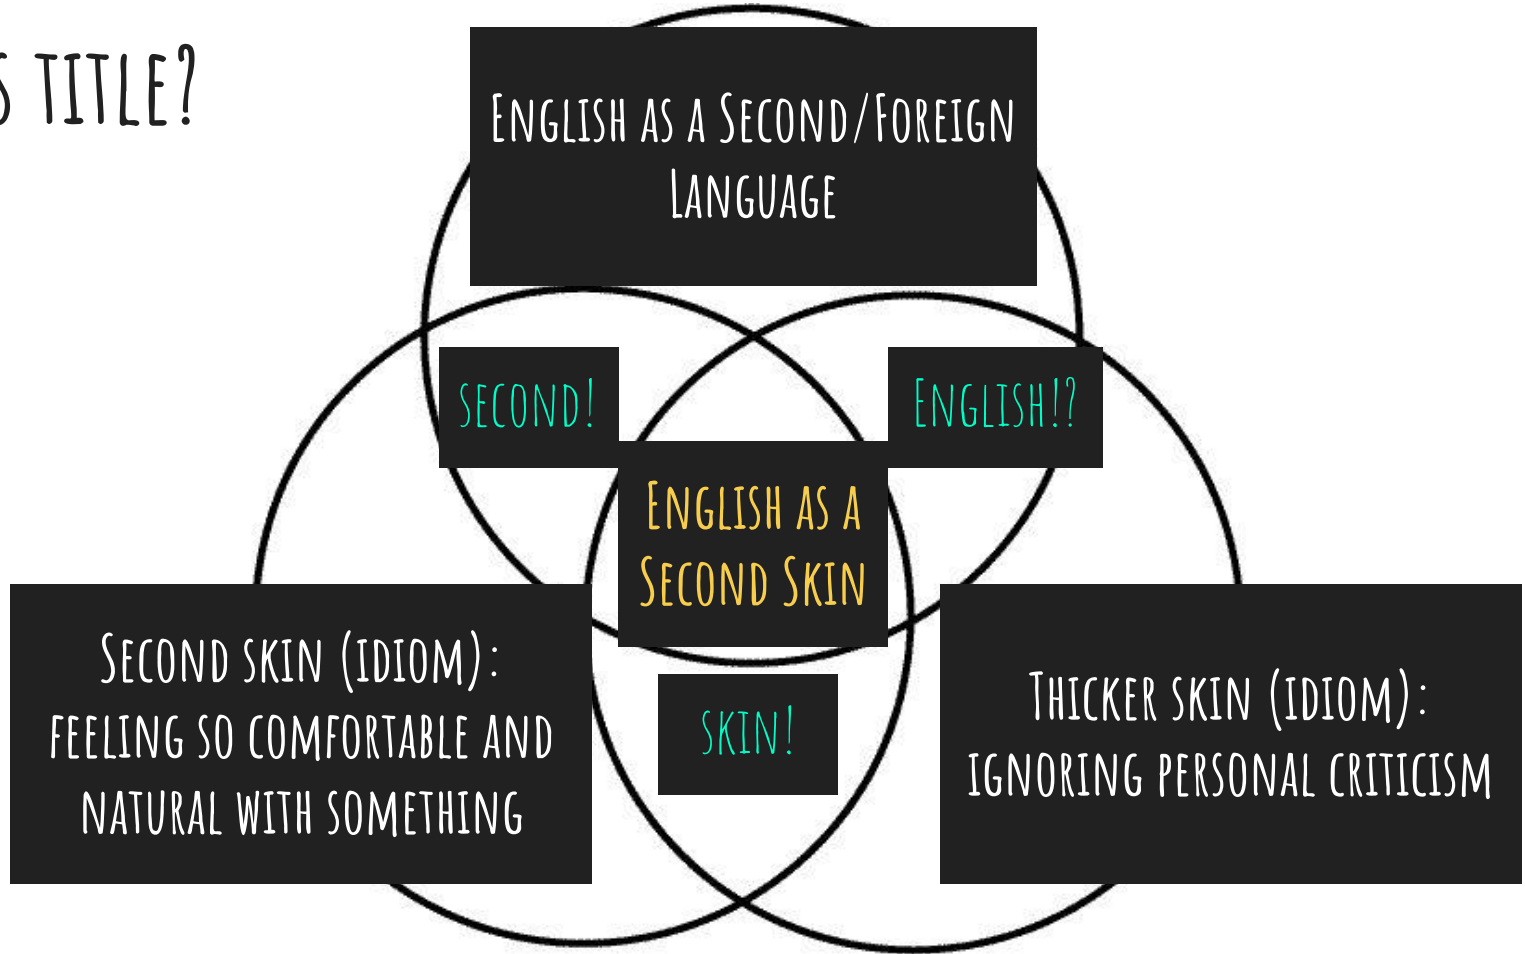 S TITLE?
English as a Second/Foreign
Language
second!
English!?
English as a
Second Skin
Second skin (idiom):
feeling so comfortable and
natural with something
Thicker skin (idiom):
ignoring personal criticism
skin!